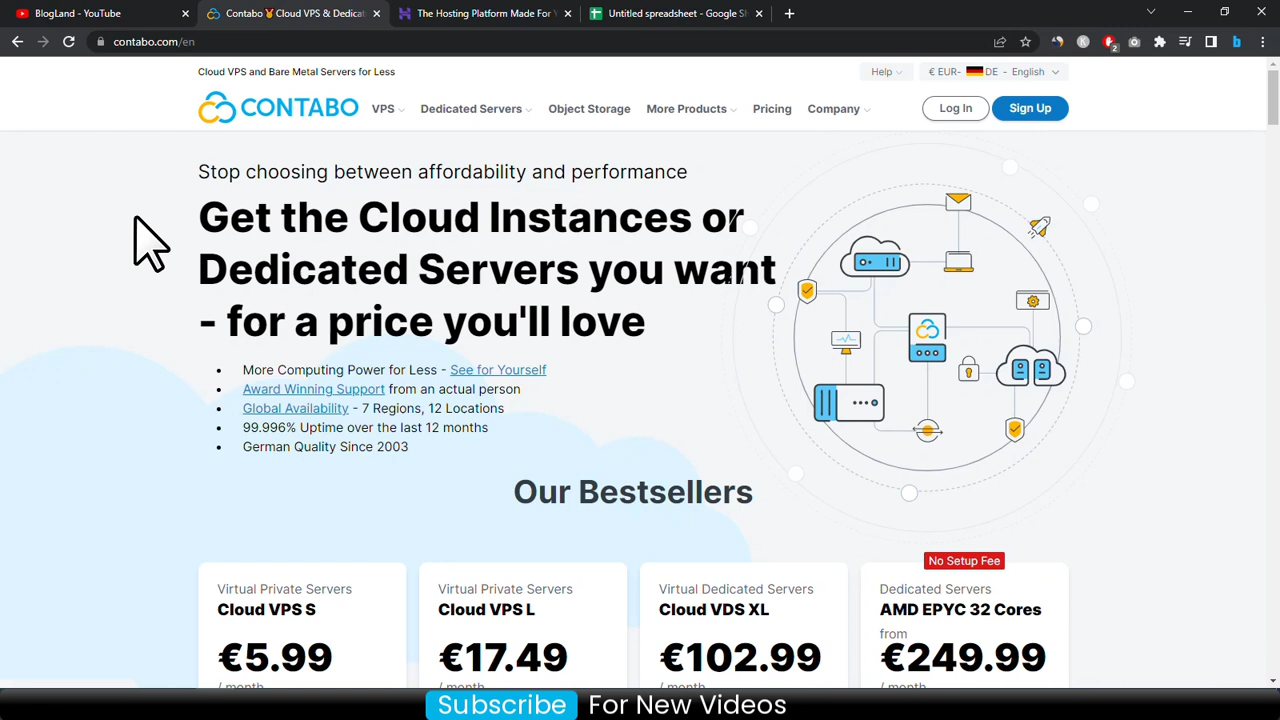 BlogLand - YouTube
Contabo🏅Cloud VPS & Dedicat
The Hosting Platform Made For Y
Untitled spreadsheet - Google Sh
contabo.com/en
2
b
Cloud VPS and Bare Metal Servers for Less
Help
€ EUR- DE - English
CONTABO
VPS
Dedicated Servers
Object Storage
More Products
Pricing
Company
Log In
Sign Up
Stop choosing between affordability and performance
Get the Cloud Instances or
Dedicated Servers you want
- for a price you'll love
• More Computing Power for Less - See for Yourself
• Award Winning Support from an actual person
• Global Availability - 7 Regions, 12 Locations
• 99.996% Uptime over the last 12 months
• German Quality Since 2003
Our Bestsellers
Virtual Private Servers
Cloud VPS S
€5.99
/ month
Virtual Private Servers
Cloud VPS L
€17.49
/ month
Virtual Dedicated Servers
Cloud VDS XL
€102.99
/ month
No Setup Fee
Dedicated Servers
AMD EPYC 32 Cores
from
€249.99
/ month
Subscribe For New Videos